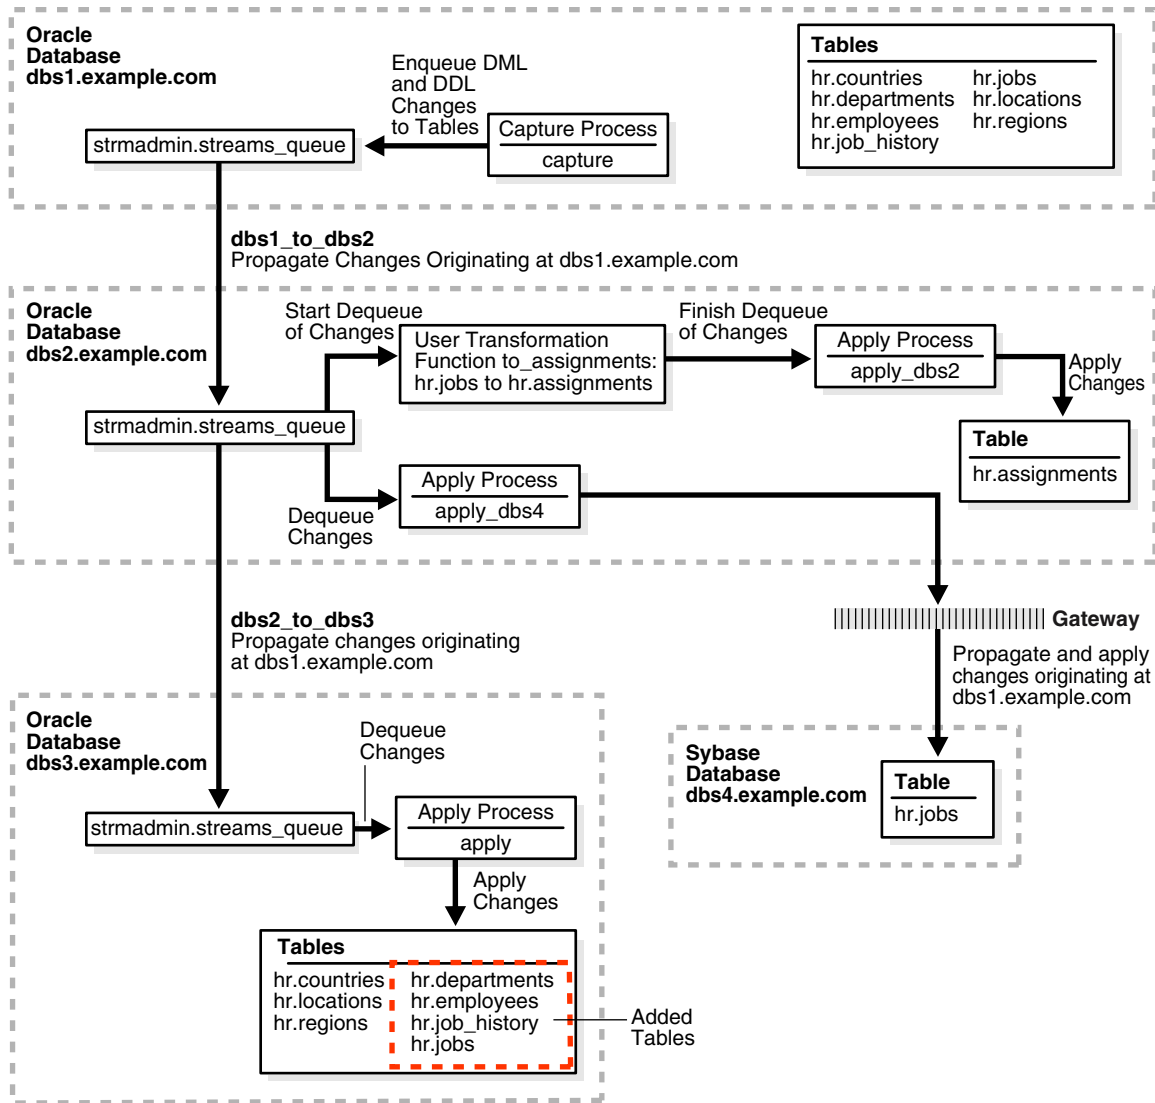 Oracle
Database
dbs1.example.com
Enqueue DML
and DDL
Changes
to Tables
strmadmin.streams_queue
Capture Process
capture
Tables
hr.countries
hr.departments
hr.employees
hr.job_history
hr.jobs
hr.locations
hr.regions
dbs1_to_dbs2
Propagate Changes Originating at dbs1.example.com
Oracle
Database
dbs2.example.com
Start Dequeue
of Changes
User Transformation
Function to_assignments:
hr.jobs to hr.assignments
Finish Dequeue
of Changes
Apply Process
apply_dbs2
Apply
Changes
strmadmin.streams_queue
Table
hr.assignments
Dequeue
Changes
Apply Process
apply_dbs4
dbs2_to_dbs3
Propagate changes originating
at dbs1.example.com
Gateway
Propagate and apply
changes originating at
dbs1.example.com
Oracle
Database
dbs3.example.com
Dequeue
Changes
strmadmin.streams_queue
Apply Process
apply
Apply
Changes
Sybase
Database
dbs4.example.com
Table
hr.jobs
Tables
hr.countries
hr.locations
hr.regions
hr.departments
hr.employees
hr.job_history
hr.jobs
Added
Tables